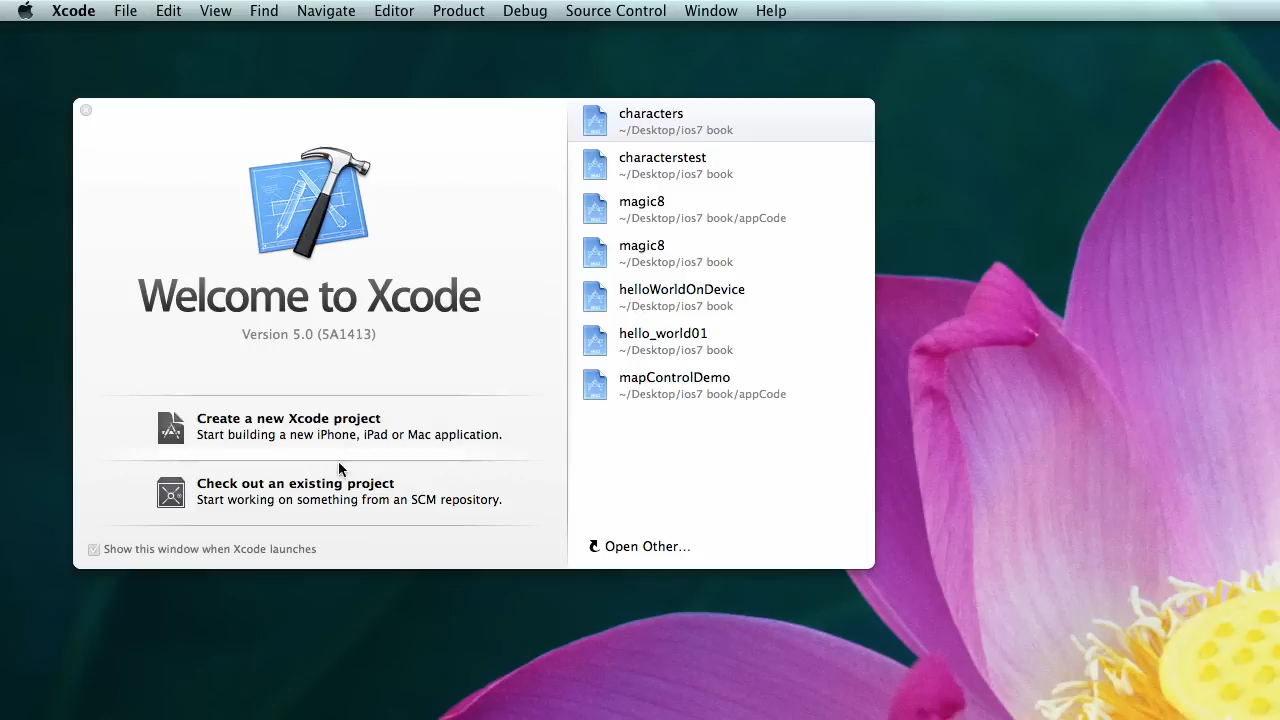 Xcode File Edit View Find Navigate Editor Product Debug Source Control Window Help
Welcome to Xcode
Version 5.0 (5A1413)
Create a new Xcode project
Start building a new iPhone, iPad or Mac application.
Check out an existing project
Start working on something from an SCM repository.
Show this window when Xcode launches
characters
~/Desktop/ios7 book
characterstest
~/Desktop/ios7 book
magic8
~/Desktop/ios7 book/appCode
magic8
~/Desktop/ios7 book
helloWorldOnDevice
~/Desktop/ios7 book
hello_world01
~/Desktop/ios7 book
mapControlDemo
~/Desktop/ios7 book/appCode
Open Other...